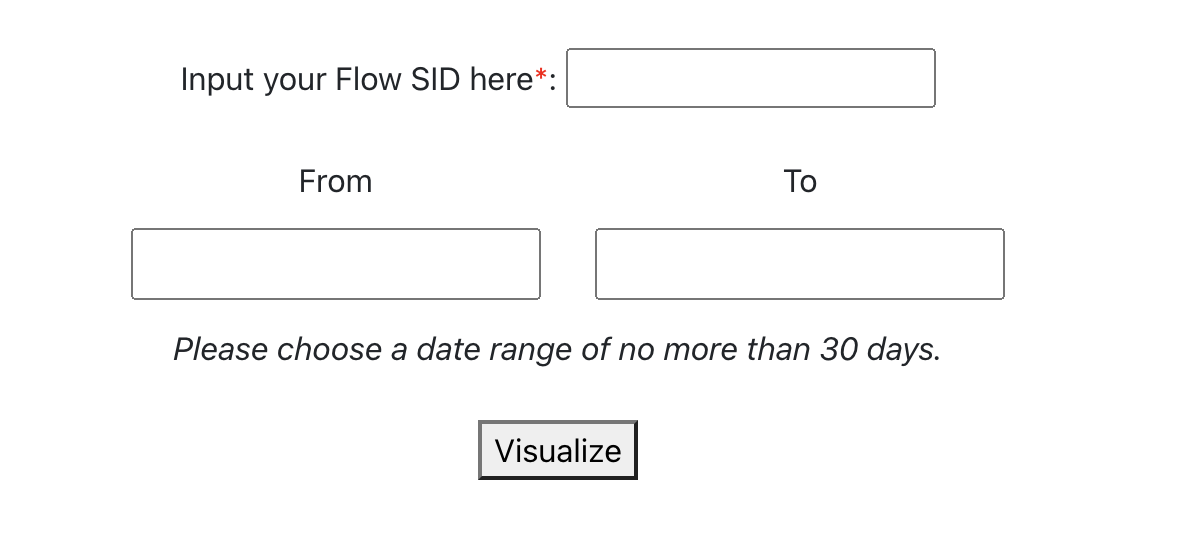 Input your Flow SID here*:
From To
Please choose a date range of no more than 30 days.
Visualize